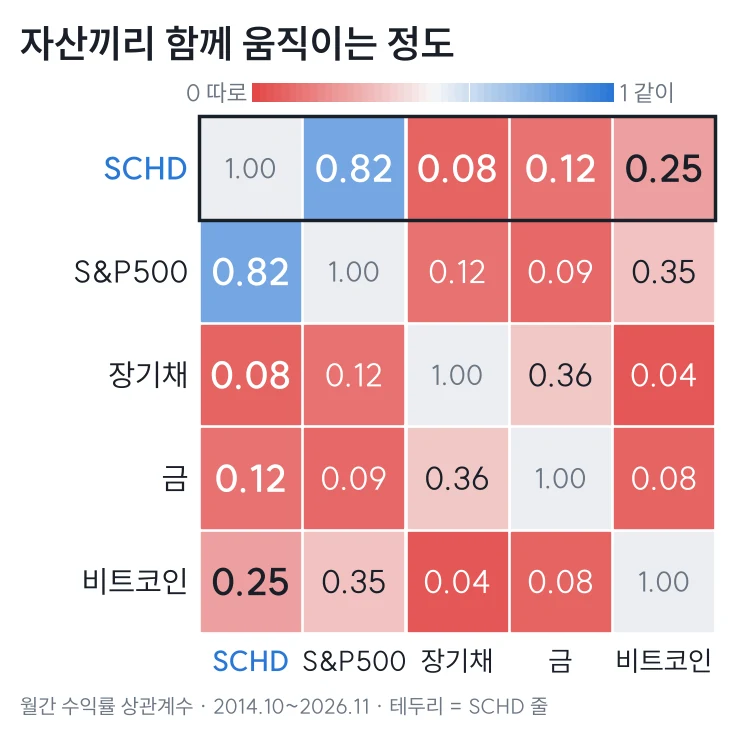 자산끼리 함께 움직이는 정도
0 따로 1 같이
SCHD 1.00 0.82 0.08 0.12 0.25
S&P500 0.82 1.00 0.12 0.09 0.35
장기채 0.08 0.12 1.00 0.36 0.04
금 0.12 0.09 0.36 1.00 0.08
비트코인 0.25 0.35 0.04 0.08 1.00
SCHD S&P500 장기채 금 비트코인
월간 수익률 상관계수 · 2014.10~2026.11 · 테두리 = SCHD 줄